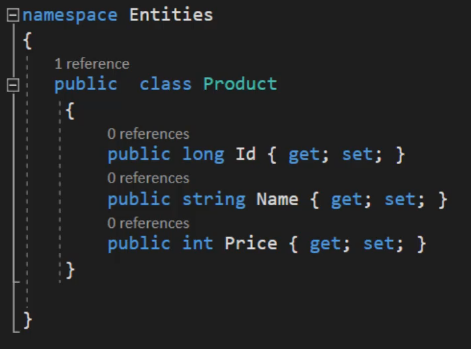 namespace Entities
{
1 reference
public class Product
{
0 references
public long Id { get; set; }
0 references
public string Name { get; set; }
0 references
public int Price { get; set; }
}
}